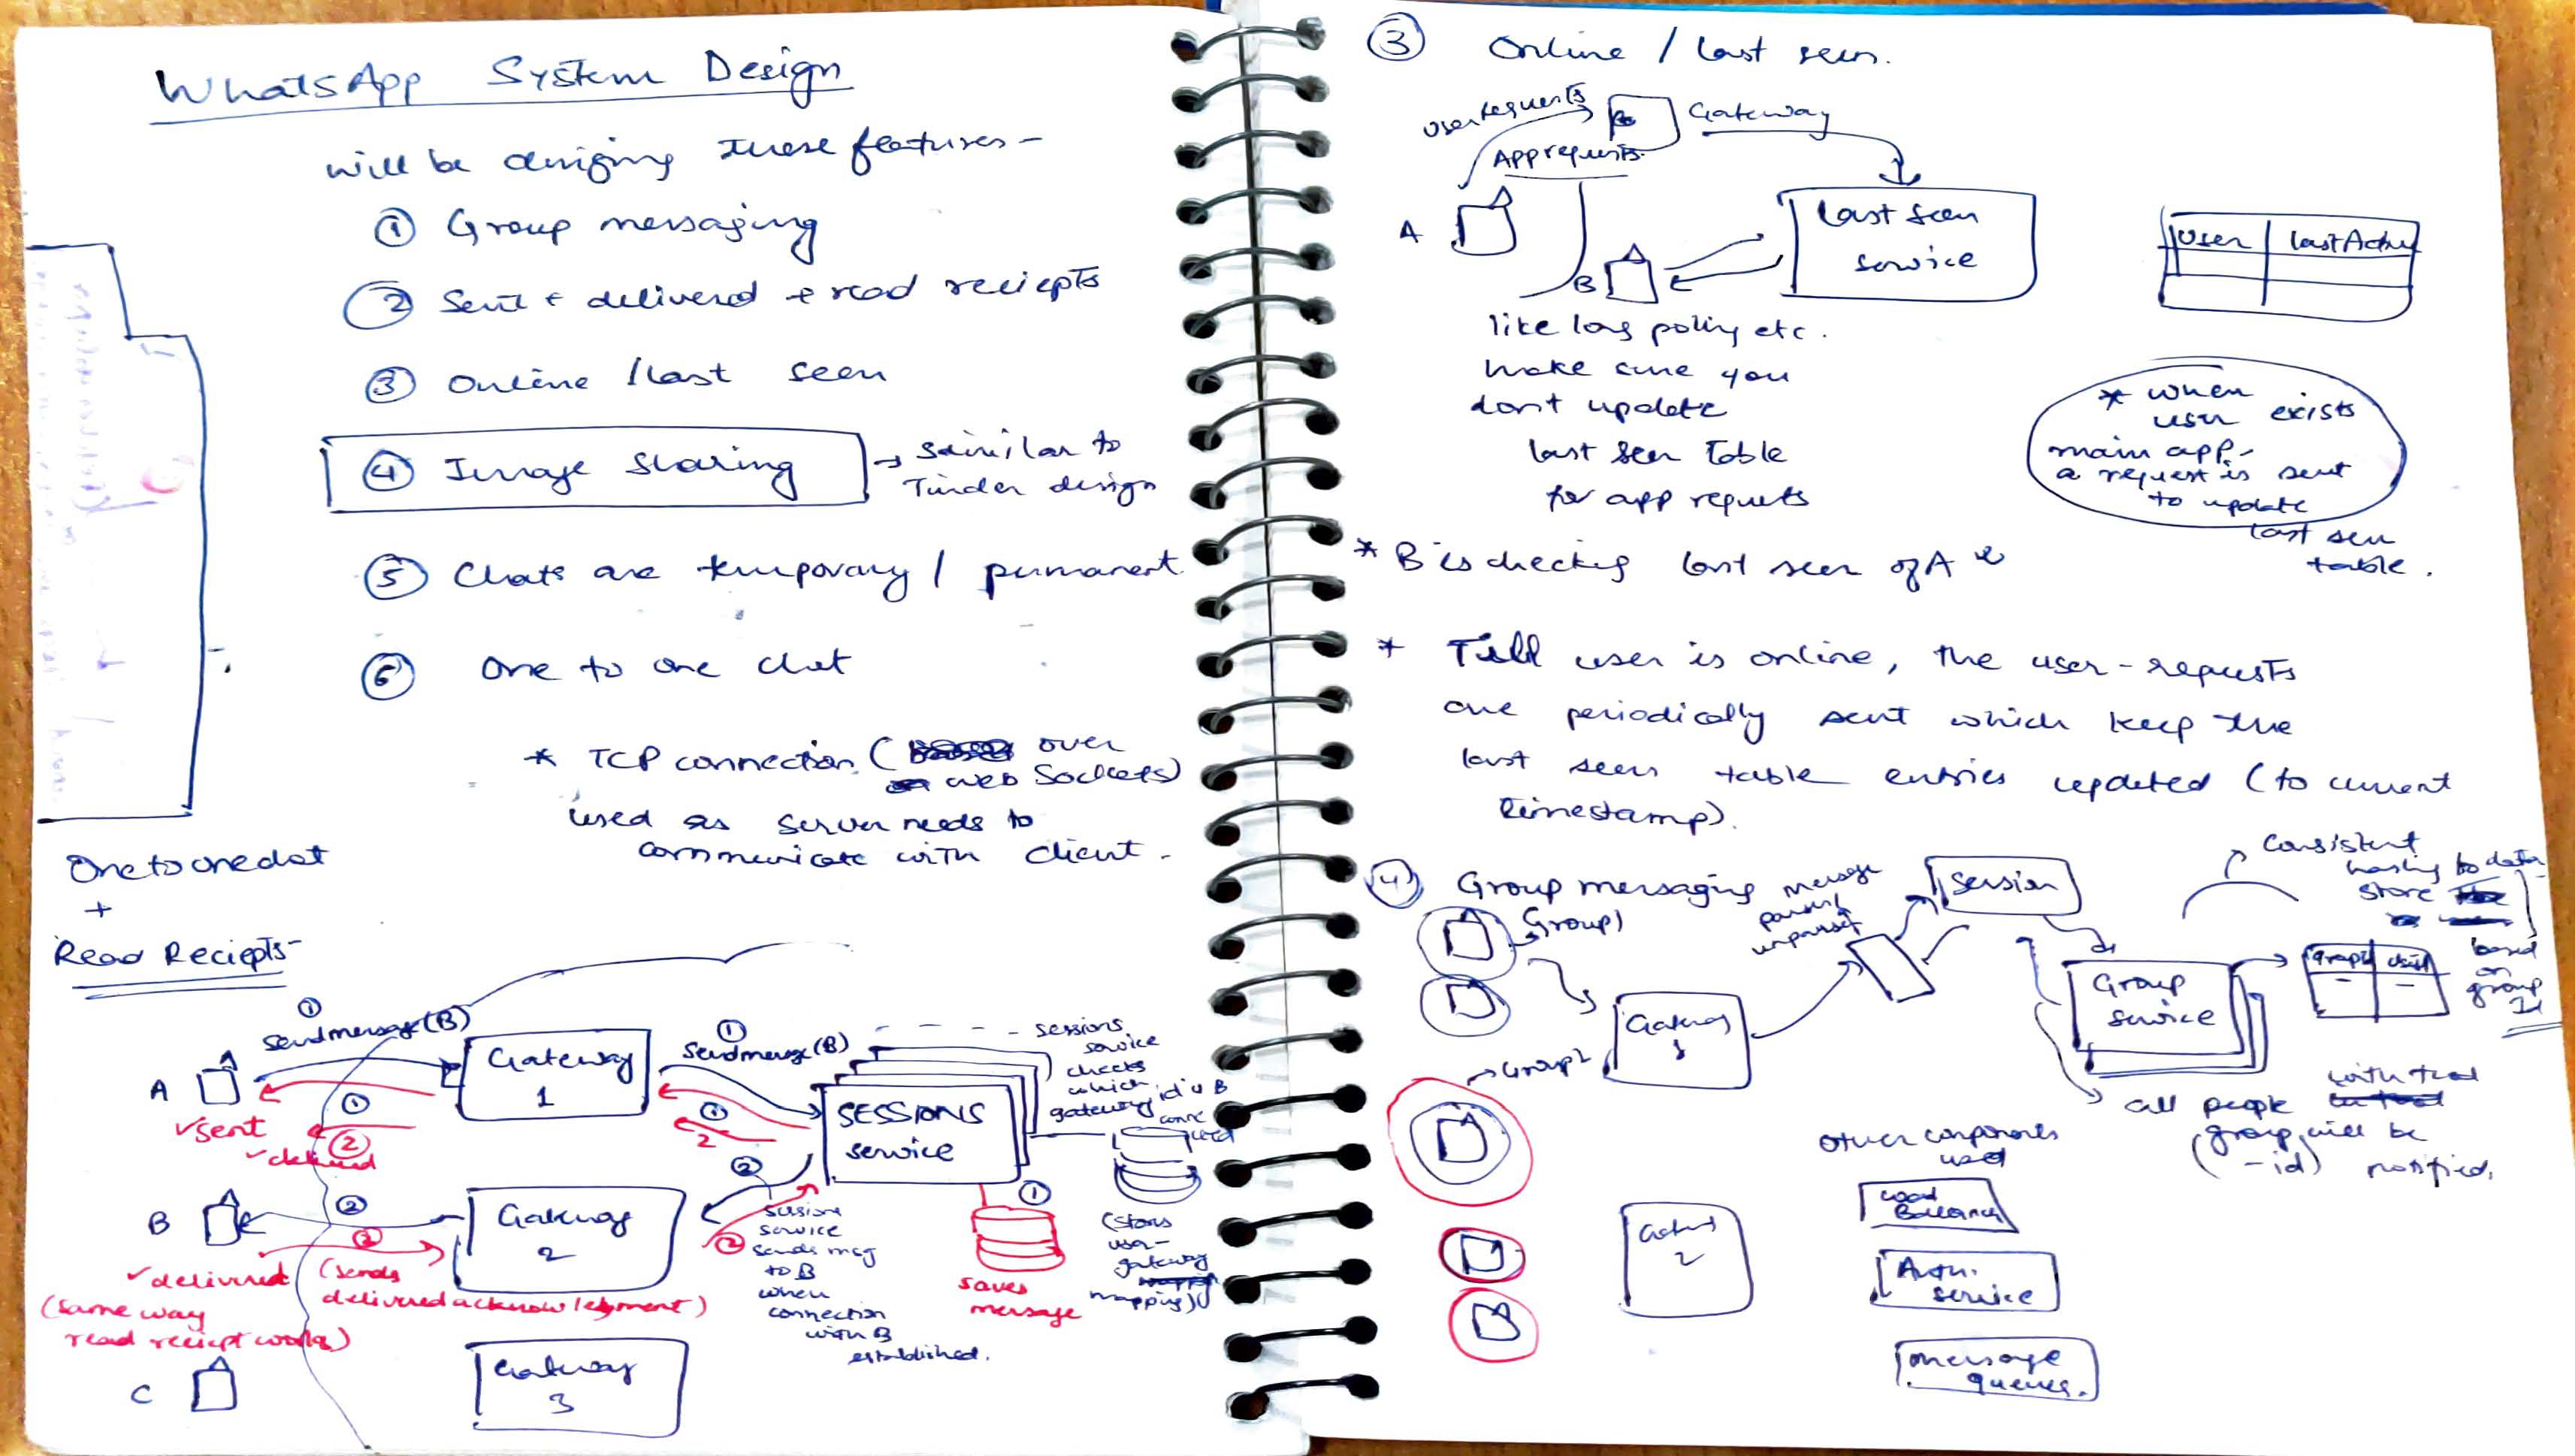 WhatsApp System Design
will be desiging these features -
① Group messaging
② Sent + delivered + read reciepts
③ Online / last seen
④ Image Sharing
→ similar to
Tinder design
⑤ Chats are temporary / permanent
⑥ One to one chat
* TCP connection ( over
web Sockets)
used as server needs to
communicate with client.
One to one chat
+
Read Reciepts-
①
send message (B)
A
✓sent
①
②
✓delivered
Gateway
1
①
Send message (B)
①
2
SESSIONS
service
- - - - sessions
service
checks
which
gateway id is B
connected
(stores
user-
gateway
mapping)
①
saves
message
B
②
②
✓delivered (sends
delivered acknowledgment)
(same way
read reciept works)
Gateway
2
②
②
session
service
sends msg
to B
when
connection
with B
established.
C
Gateway
3
③ Online / last seen.
user requests
Gateway
App requests
A
B
Last Seen
service
User | last Active
like long polling etc.
make sure you
dont update
last seen table
for app requests
* when
user exists
main app -
a request is sent
to update
last seen
table.
* B is checking last seen of A
* Till user is online, the user-requests
are periodically sent which keep the
last seen table entries updated (to current
timestamp).
④ Group messaging
message
parser/
unparser
Session
Consistent
hashing to data
store
based
on
group
Id
Group1
Gateway
1
Group
service
GroupId | UserId
- | -
→ Group2
all people with that
(group
-id) will be
notified.
Gateway
2
Other components
used
Load
Balancer
Auth.
service
message
queues.